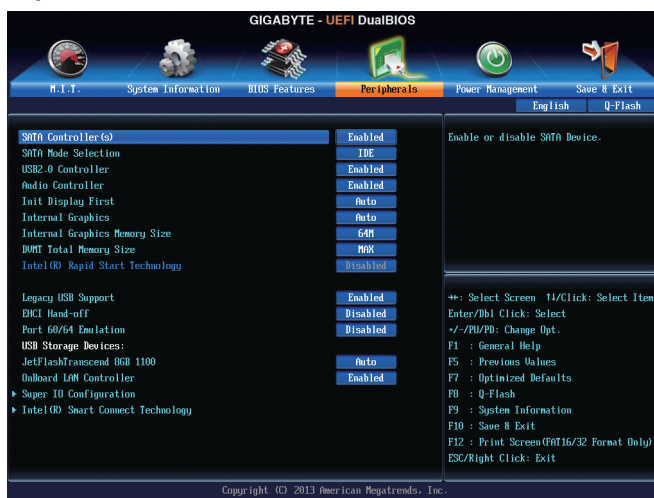 GIGABYTE - UEFI DualBIOS
M.I.T.
System Information
BIOS Features
Peripherals
Power Management
Save & Exit
English
Q-Flash
SATA Controller(s) Enabled
SATA Mode Selection IDE
USB2.0 Controller Enabled
Audio Controller Enabled
Init Display First Auto
Internal Graphics Auto
Internal Graphics Memory Size 64M
DVMT Total Memory Size MAX
Intel(R) Rapid Start Technology Disabled
Legacy USB Support Enabled
EHCI Hand-off Disabled
Port 60/64 Emulation Disabled
USB Storage Devices:
JetFlashTranscend 8GB 1100 Auto
OnBoard LAN Controller Enabled
Super IO Configuration
Intel(R) Smart Connect Technology
Enable or disable SATA Device.
→←: Select Screen ↑↓/Click: Select Item
Enter/Dbl Click: Select
+/-/PU/PD: Change Opt.
F1 : General Help
F5 : Previous Values
F7 : Optimized Defaults
F8 : Q-Flash
F9 : System Information
F10 : Save & Exit
F12 : Print Screen(FAT16/32 Format Only)
ESC/Right Click: Exit
Copyright (C) 2013 American Megatrends, Inc.